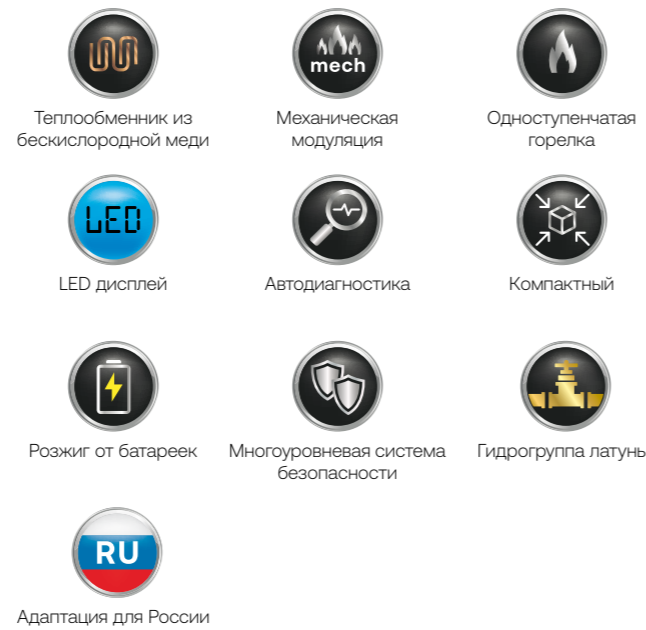 mech
Теплообменник из
бескислородной меди
Механическая
модуляция
Одноступенчатая
горелка
LED
LED дисплей
Автодиагностика
Компактный
Розжиг от батареек
Многоуровневая система
безопасности
Гидрогруппа латунь
RU
Адаптация для России